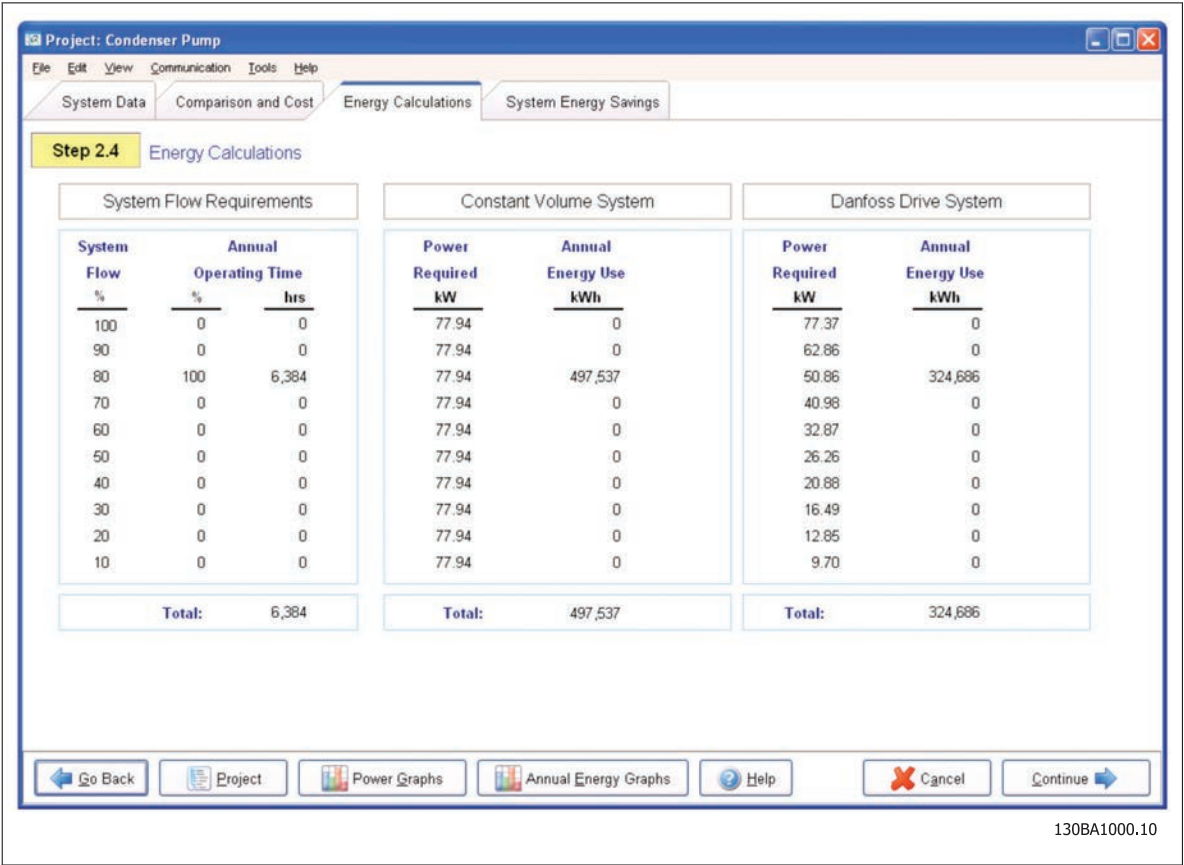 Project: Condenser Pump
File Edit View Communication Tools Help
System Data Comparison and Cost Energy Calculations System Energy Savings
Step 2.4 Energy Calculations
System Flow Requirements Constant Volume System Danfoss Drive System
System Annual Power Annual Power Annual
Flow Operating Time Required Energy Use Required Energy Use
% % hrs kW kWh kW kWh
100 0 0 77.94 0 77.37 0
90 0 0 77.94 0 62.86 0
80 100 6,384 77.94 497,537 50.86 324,686
70 0 0 77.94 0 40.98 0
60 0 0 77.94 0 32.87 0
50 0 0 77.94 0 26.26 0
40 0 0 77.94 0 20.88 0
30 0 0 77.94 0 16.49 0
20 0 0 77.94 0 12.85 0
10 0 0 77.94 0 9.70 0
Total: 6,384 Total: 497,537 Total: 324,686
Go Back Project Power Graphs Annual Energy Graphs Help Cancel Continue
130BA1000.10